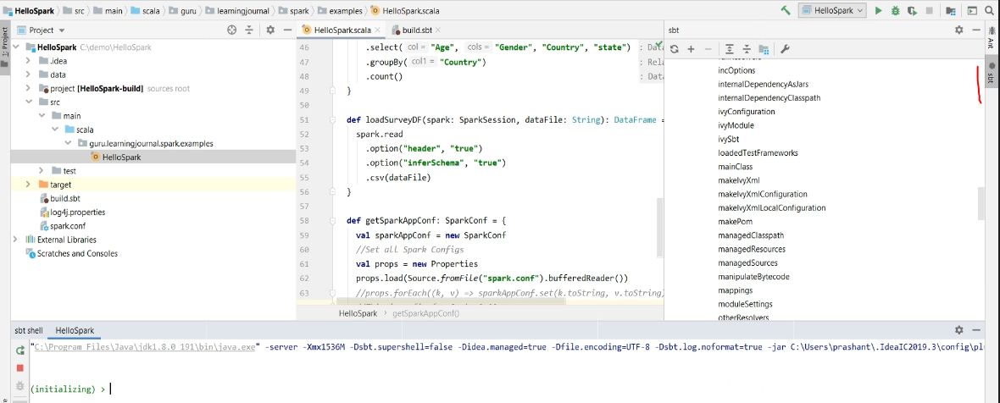 HelloSpark src main scala guru learningjournal spark examples HelloSpark.scala HelloSpark
1: Project
Project
HelloSpark C:\demo\HelloSpark
.idea
data
project [HelloSpark-build] sources root
src
main
scala
guru.learningjournal.spark.examples
HelloSpark
test
target
build.sbt
log4j.properties
spark.conf
External Libraries
Scratches and Consoles
HelloSpark.scala build.sbt
46 .select( col = "Age", cols = "Gender", "Country", "state") : Data
47 .groupBy( col1 = "Country") : Rela
48 .count() : Data
49 }
50
51 def loadSurveyDF(spark: SparkSession, dataFile: String): DataFrame =
52 spark.read
53 .option("header", "true")
54 .option("inferSchema", "true")
55 .csv(dataFile)
56 }
57
58 def getSparkAppConf: SparkConf = {
59 val sparkAppConf = new SparkConf
60 //Set all Spark Configs
61 val props = new Properties
62 props.load(Source.fromFile("spark.conf").bufferedReader())
63 //props.forEach((k, v) => sparkAppConf.set(k.toString, v.toString)
HelloSpark getSparkAppConf()
sbt
incOptions
internalDependencyAsJars
internalDependencyClasspath
ivyConfiguration
ivyModule
ivySbt
loadedTestFrameworks
mainClass
makeIvyXml
makeIvyXmlConfiguration
makeIvyXmlLocalConfiguration
makePom
managedClasspath
managedResources
managedSources
manipulateBytecode
mappings
moduleSettings
otherResolvers
Ant
sbt
sbt shell HelloSpark
"C:\Program Files\Java\jdk1.8.0_191\bin\java.exe" -server -Xmx1536M -Dsbt.supershell=false -Didea.managed=true -Dfile.encoding=UTF-8 -Dsbt.log.noformat=true -jar C:\Users\prashant\.IdeaIC2019.3\config\pl
(initializing) >